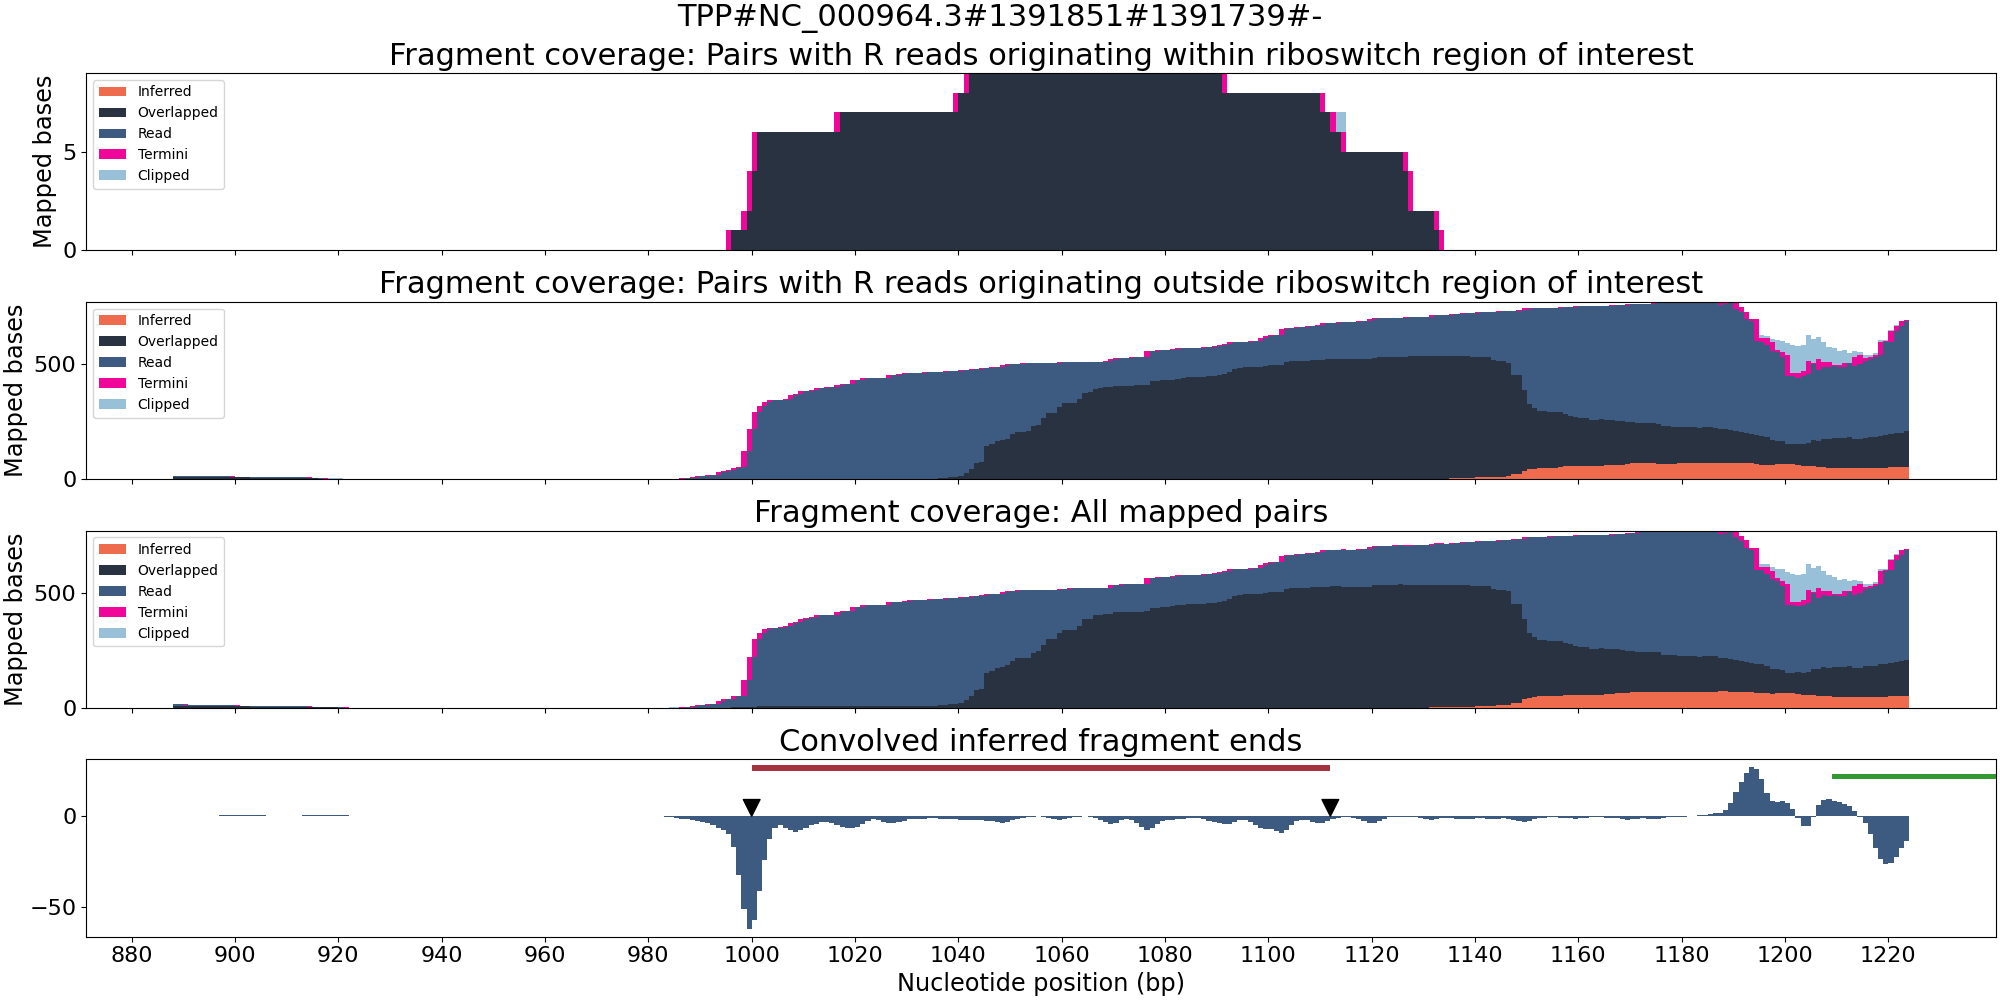 TPP#NC_000964.3#1391851#1391739#-
Fragment coverage: Pairs with R reads originating within riboswitch region of interest
Mapped bases
5
0
Inferred
Overlapped
Read
Termini
Clipped
Fragment coverage: Pairs with R reads originating outside riboswitch region of interest
Mapped bases
500
0
Inferred
Overlapped
Read
Termini
Clipped
Fragment coverage: All mapped pairs
Mapped bases
500
0
Inferred
Overlapped
Read
Termini
Clipped
Convolved inferred fragment ends
0
−50
880 900 920 940 960 980 1000 1020 1040 1060 1080 1100 1120 1140 1160 1180 1200 1220
Nucleotide position (bp)